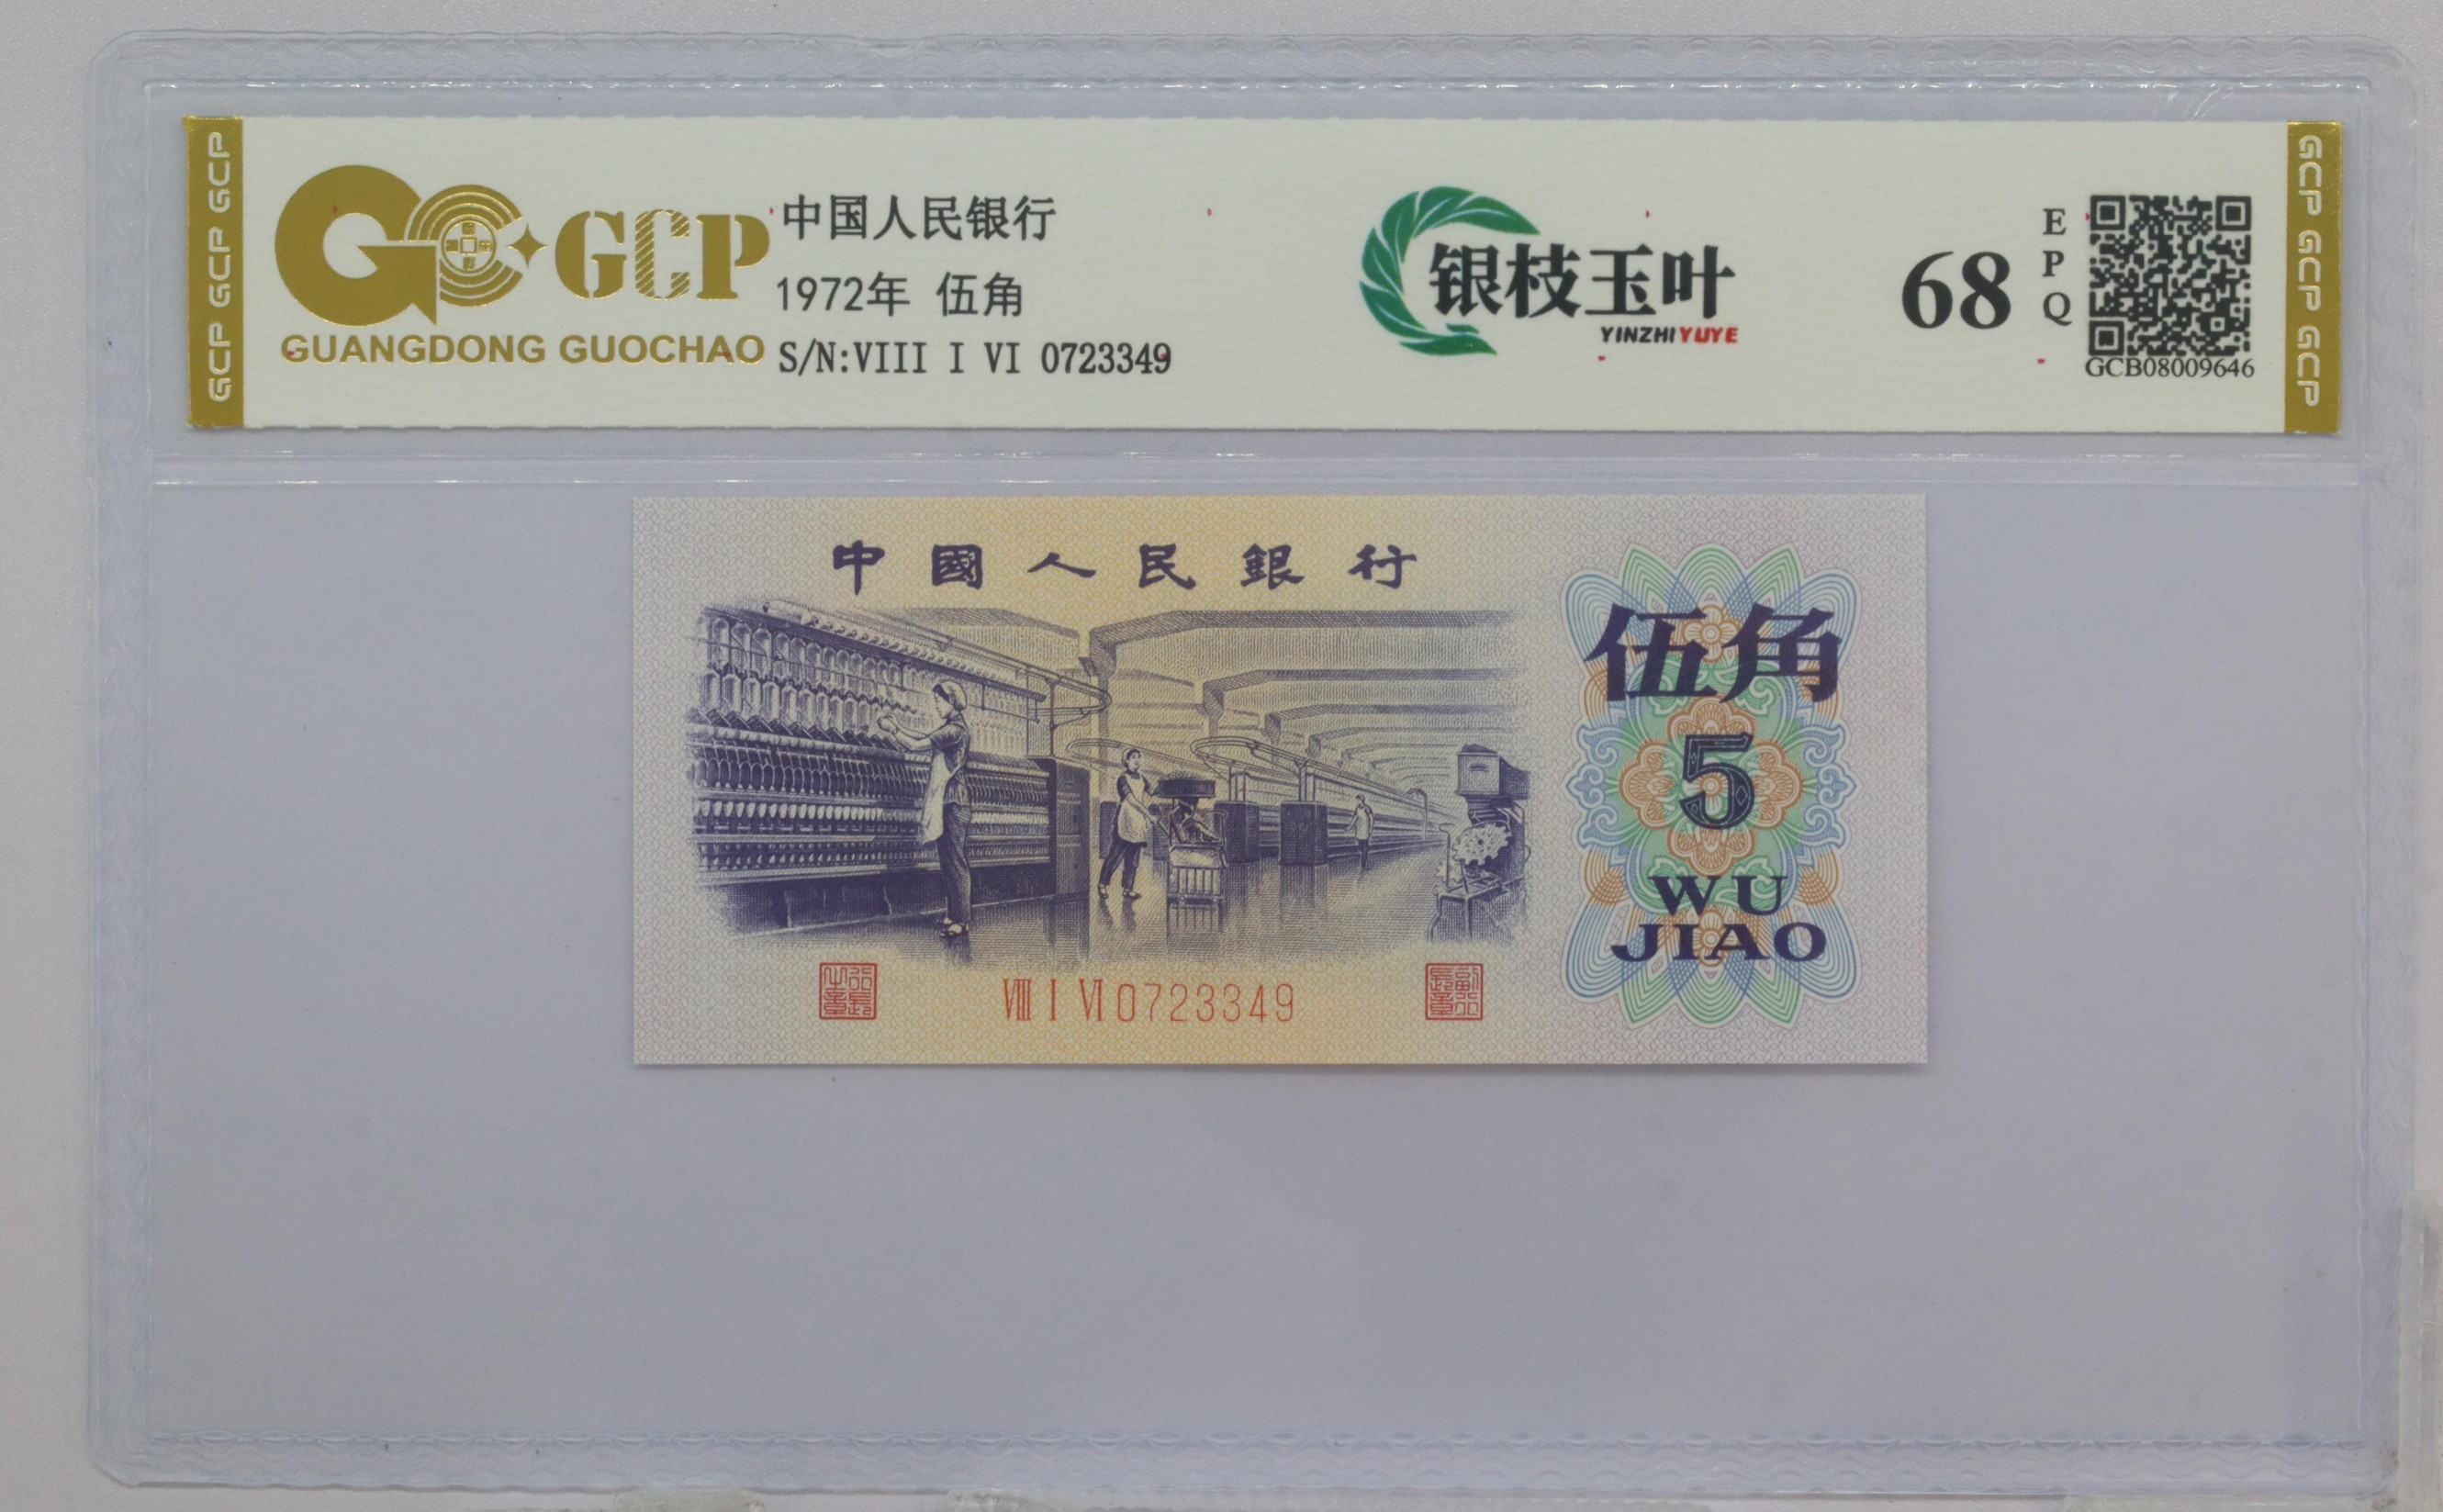 GCP GCP GCP
GCP
GUANGDONG GUOCHAO
中国人民银行
1972年 伍角
S/N:VIII I VI 0723349
银枝玉叶
YINZHIYUYE
68
EPQ
GCB08009646
GCP GCP GCP
中國人民銀行
伍角
5
WU
JIAO
VIII I VI 0723349